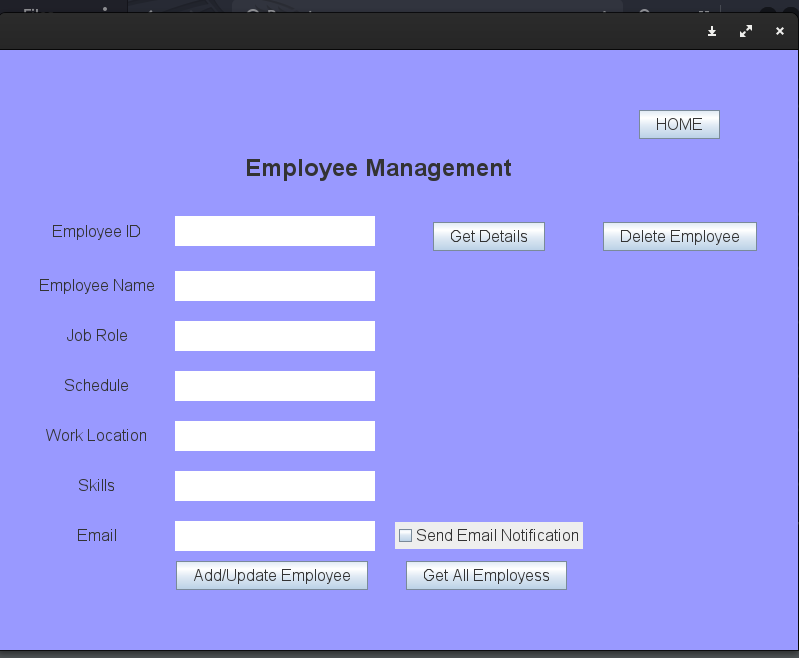 HOME
Employee Management
Employee ID
Get Details
Delete Employee
Employee Name
Job Role
Schedule
Work Location
Skills
Email
Send Email Notification
Add/Update Employee
Get All Employess